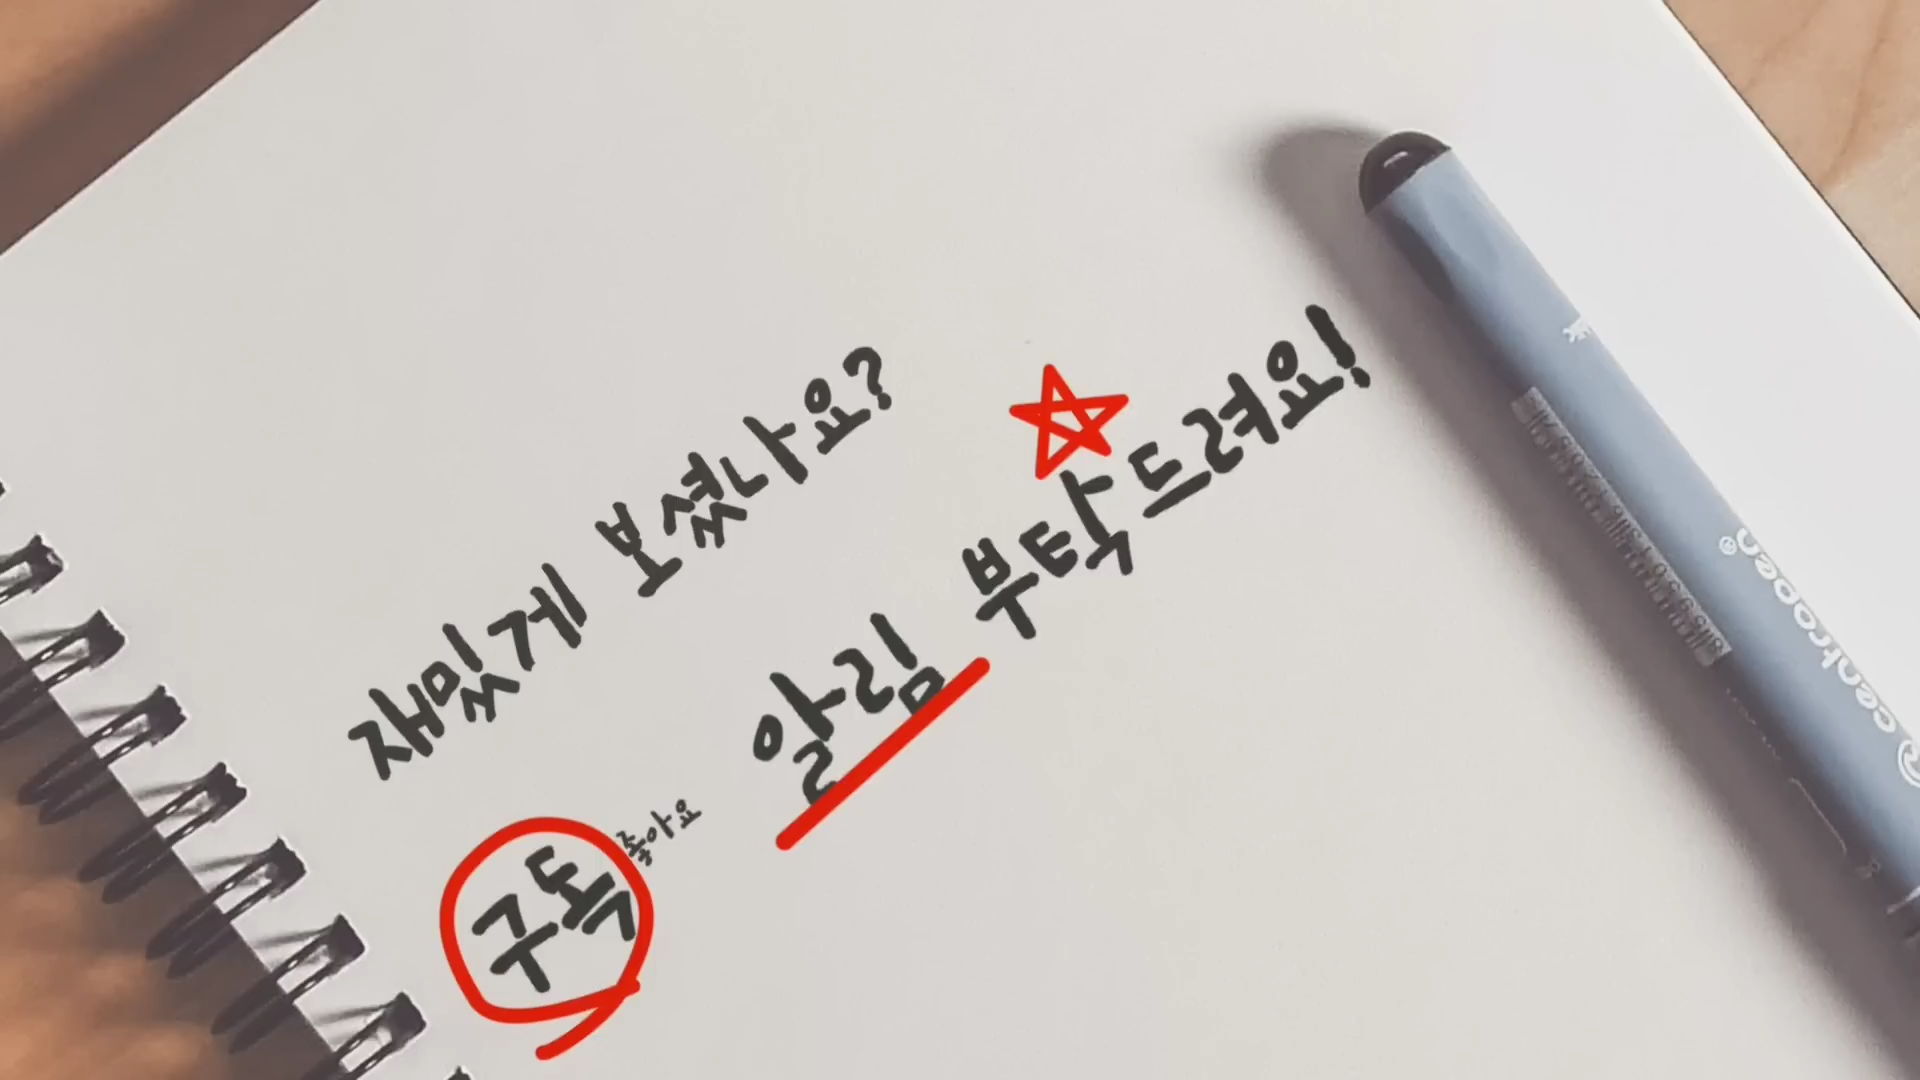 재밌게 보셨나요?
구독 좋아요 알림 부탁드려요!
centropen